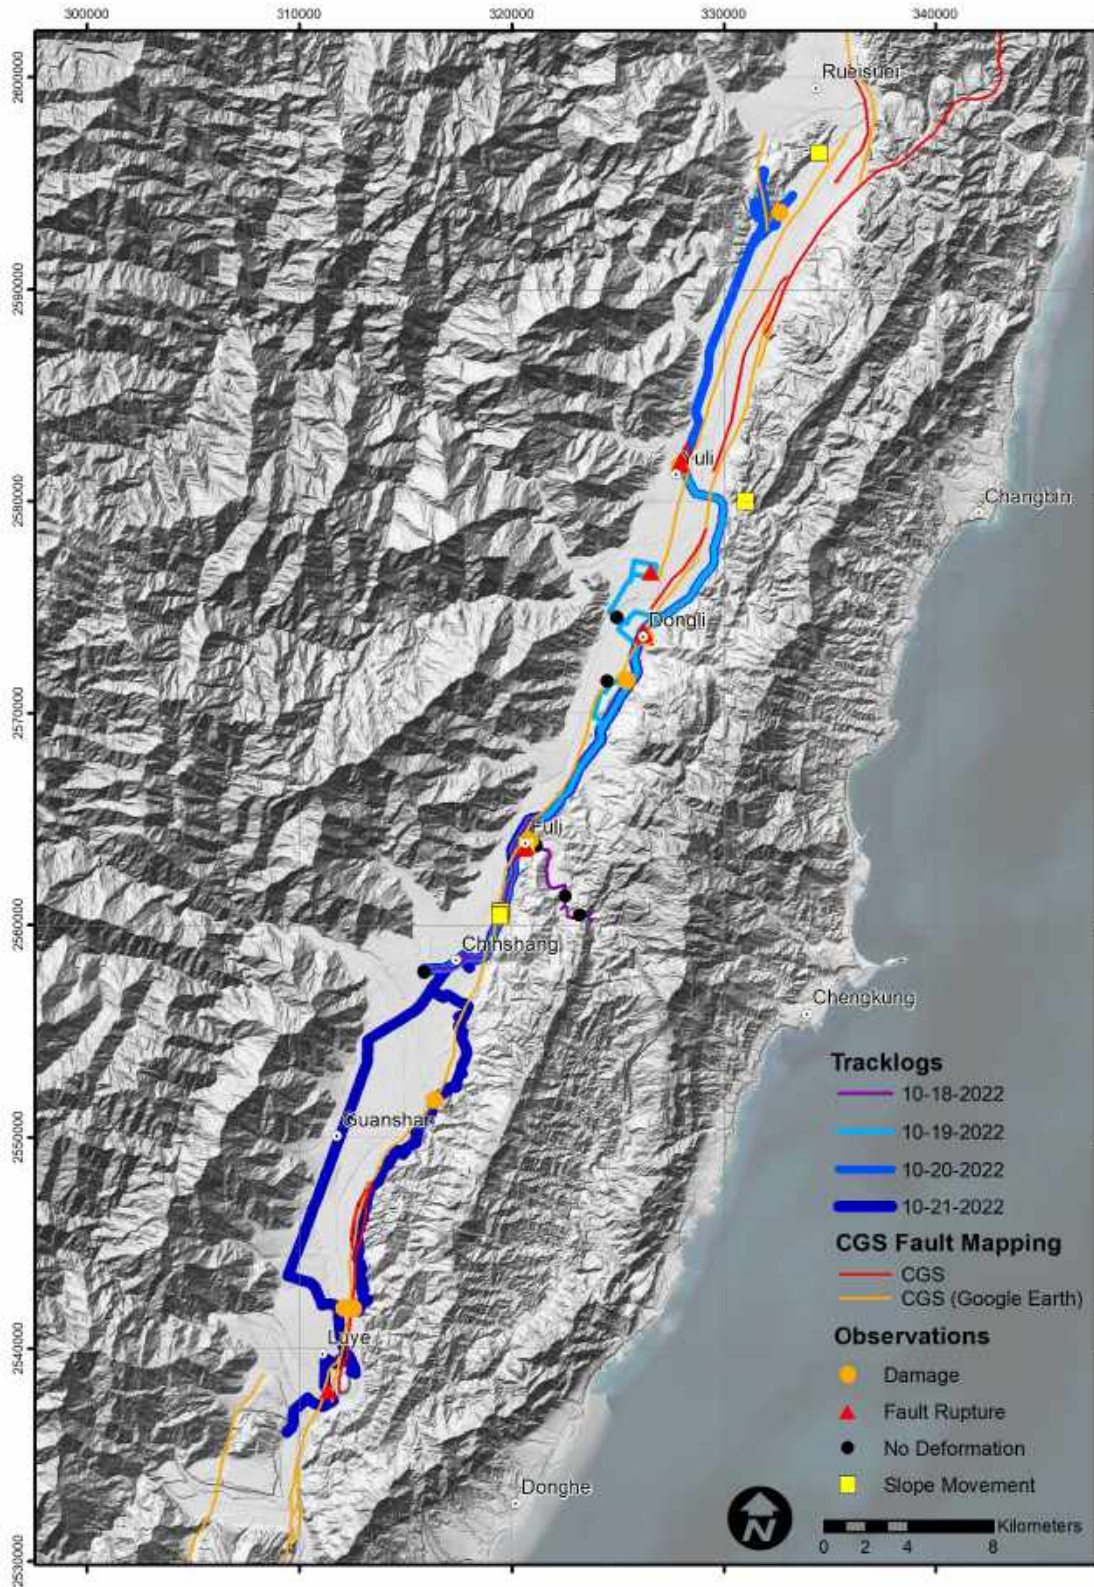 300000 310000 320000 330000 340000
2600000
Rueisuei
2590000
Yuli
2580000
Changbin
Dongli
2570000
Fuli
2560000
Chihshang
Chengkung
Guanshan
2550000
Luye
2540000
Donghe
2530000
Tracklogs
10-18-2022
10-19-2022
10-20-2022
10-21-2022
CGS Fault Mapping
CGS
CGS (Google Earth)
Observations
Damage
Fault Rupture
No Deformation
Slope Movement
N
Kilometers
0 2 4 8